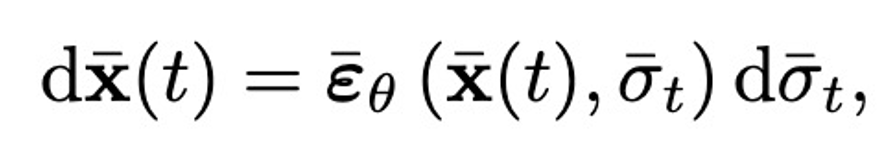 d𝐱̄(t) = 𝛆̄_θ (𝐱̄(t), σ̄_t) dσ̄_t,